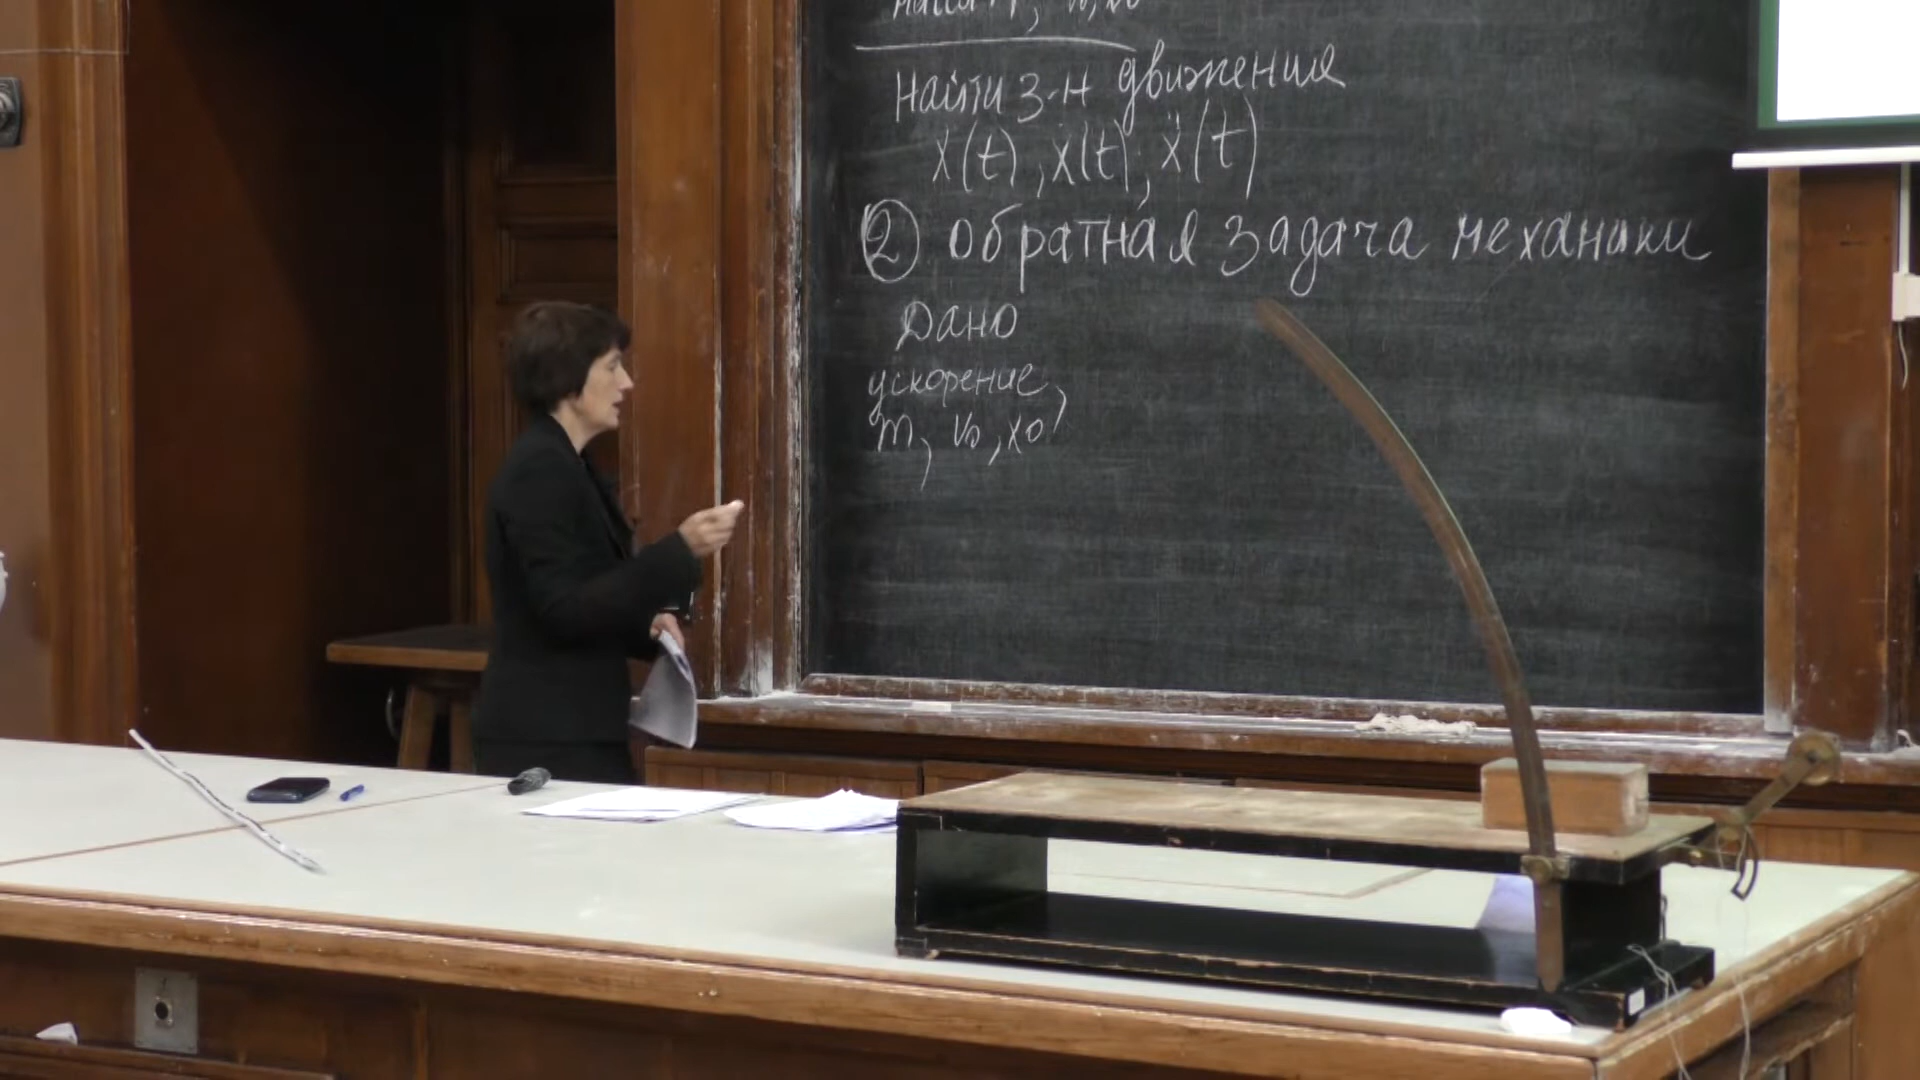 Найти з-н движения
x(t), ẋ(t), ẍ(t)
② обратная задача механики
Дано
ускорение,
m, v₀, x₀